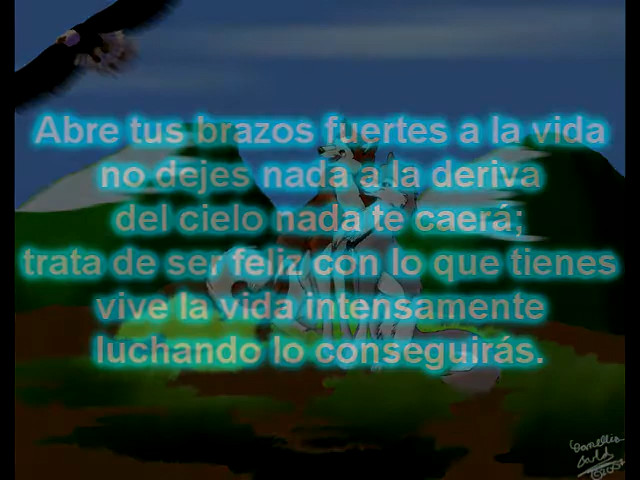 Abre tus brazos fuertes a la vida
no dejes nada a la deriva
del cielo nada te caerá;
trata de ser feliz con lo que tienes
vive la vida intensamente
luchando lo conseguirás.